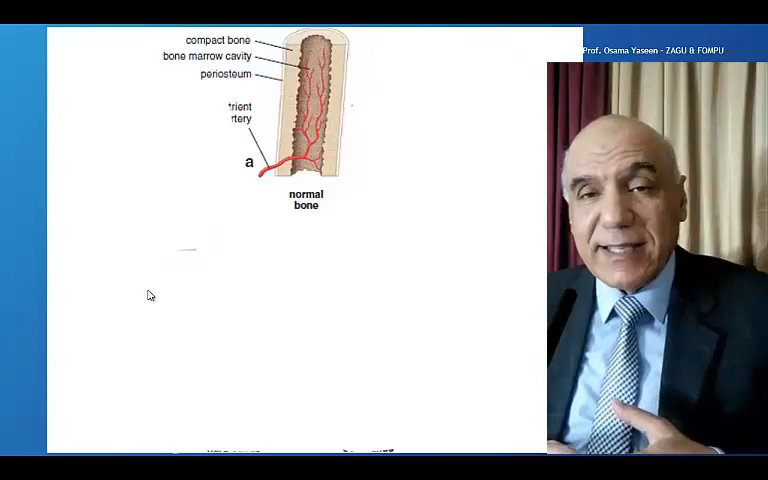 Prof. Osama Yaseen - ZAGU & FOMPU
compact bone
bone marrow cavity
periosteum
trient
rtery
a
normal
bone